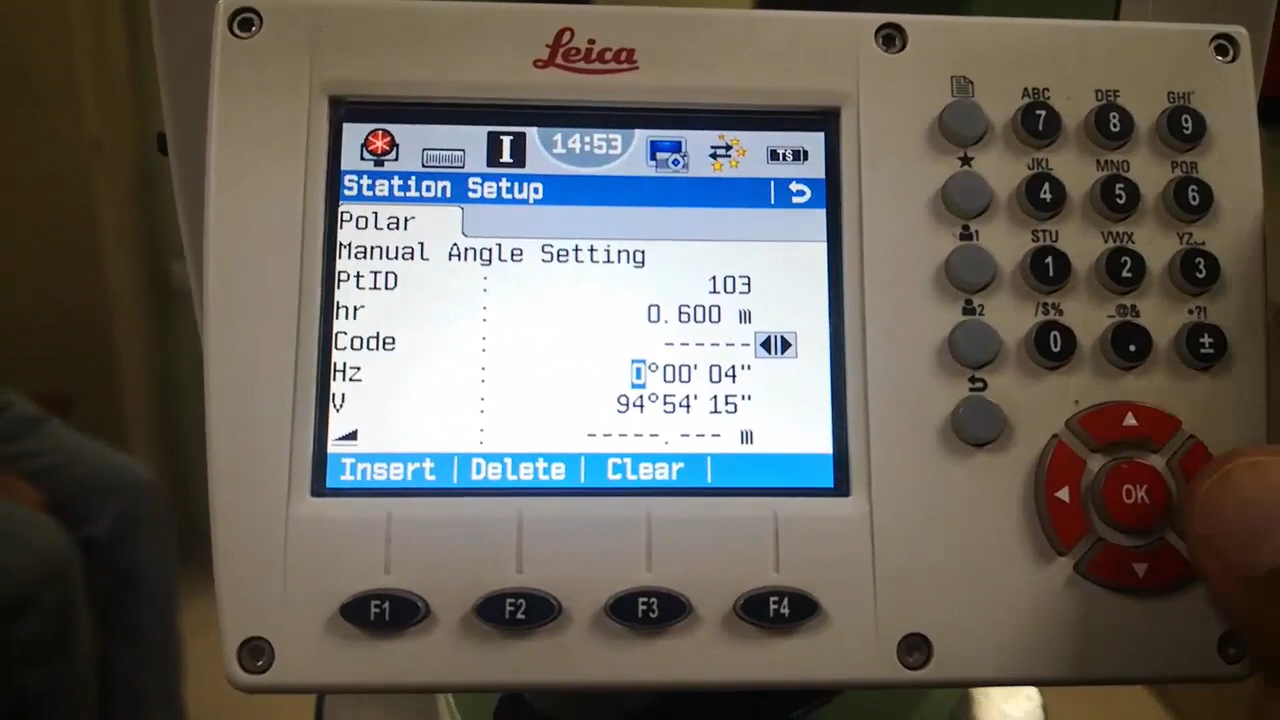 Leica
I 14:53 TS
Station Setup
Polar
Manual Angle Setting
PtID : 103
hr : 0.600 m
Code : ------
Hz : 0°00'04"
V : 94°54'15"
: -----.--- m
Insert | Delete | Clear |
F1 F2 F3 F4
ABC DEF GHI
7 8 9
JKL MNO PQR
4 5 6
1 STU VWX YZ
1 2 3
2 /$% _@& *?!
0 . ±
OK